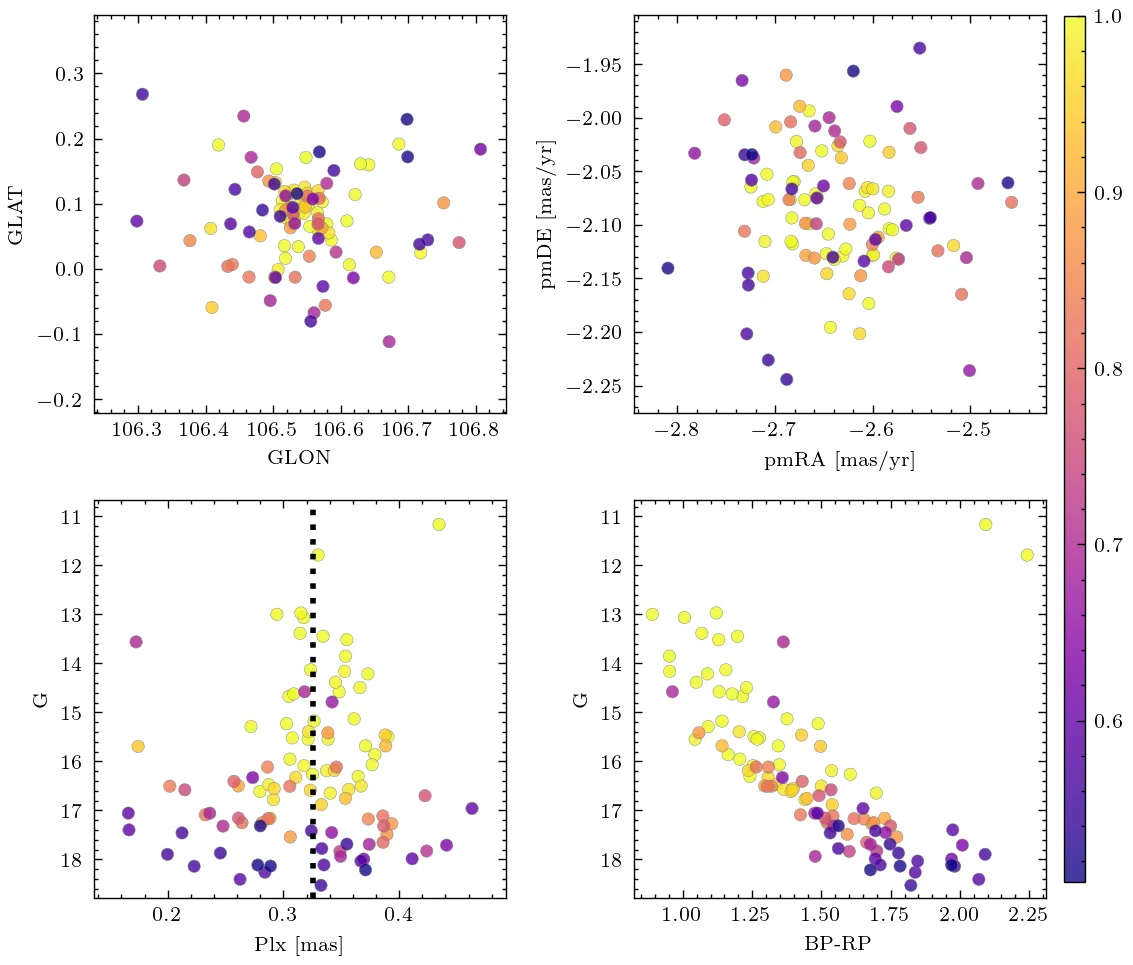 0.3
0.2
0.1
0.0
−0.1
−0.2
GLAT
106.3 106.4 106.5 106.6 106.7 106.8
GLON
−1.95
−2.00
−2.05
−2.10
−2.15
−2.20
−2.25
pmDE [mas/yr]
−2.8 −2.7 −2.6 −2.5
pmRA [mas/yr]
1.0
0.9
0.8
0.7
0.6
11
12
13
14
15
16
17
18
G
0.2 0.3 0.4
Plx [mas]
11
12
13
14
15
16
17
18
G
1.00 1.25 1.50 1.75 2.00 2.25
BP-RP